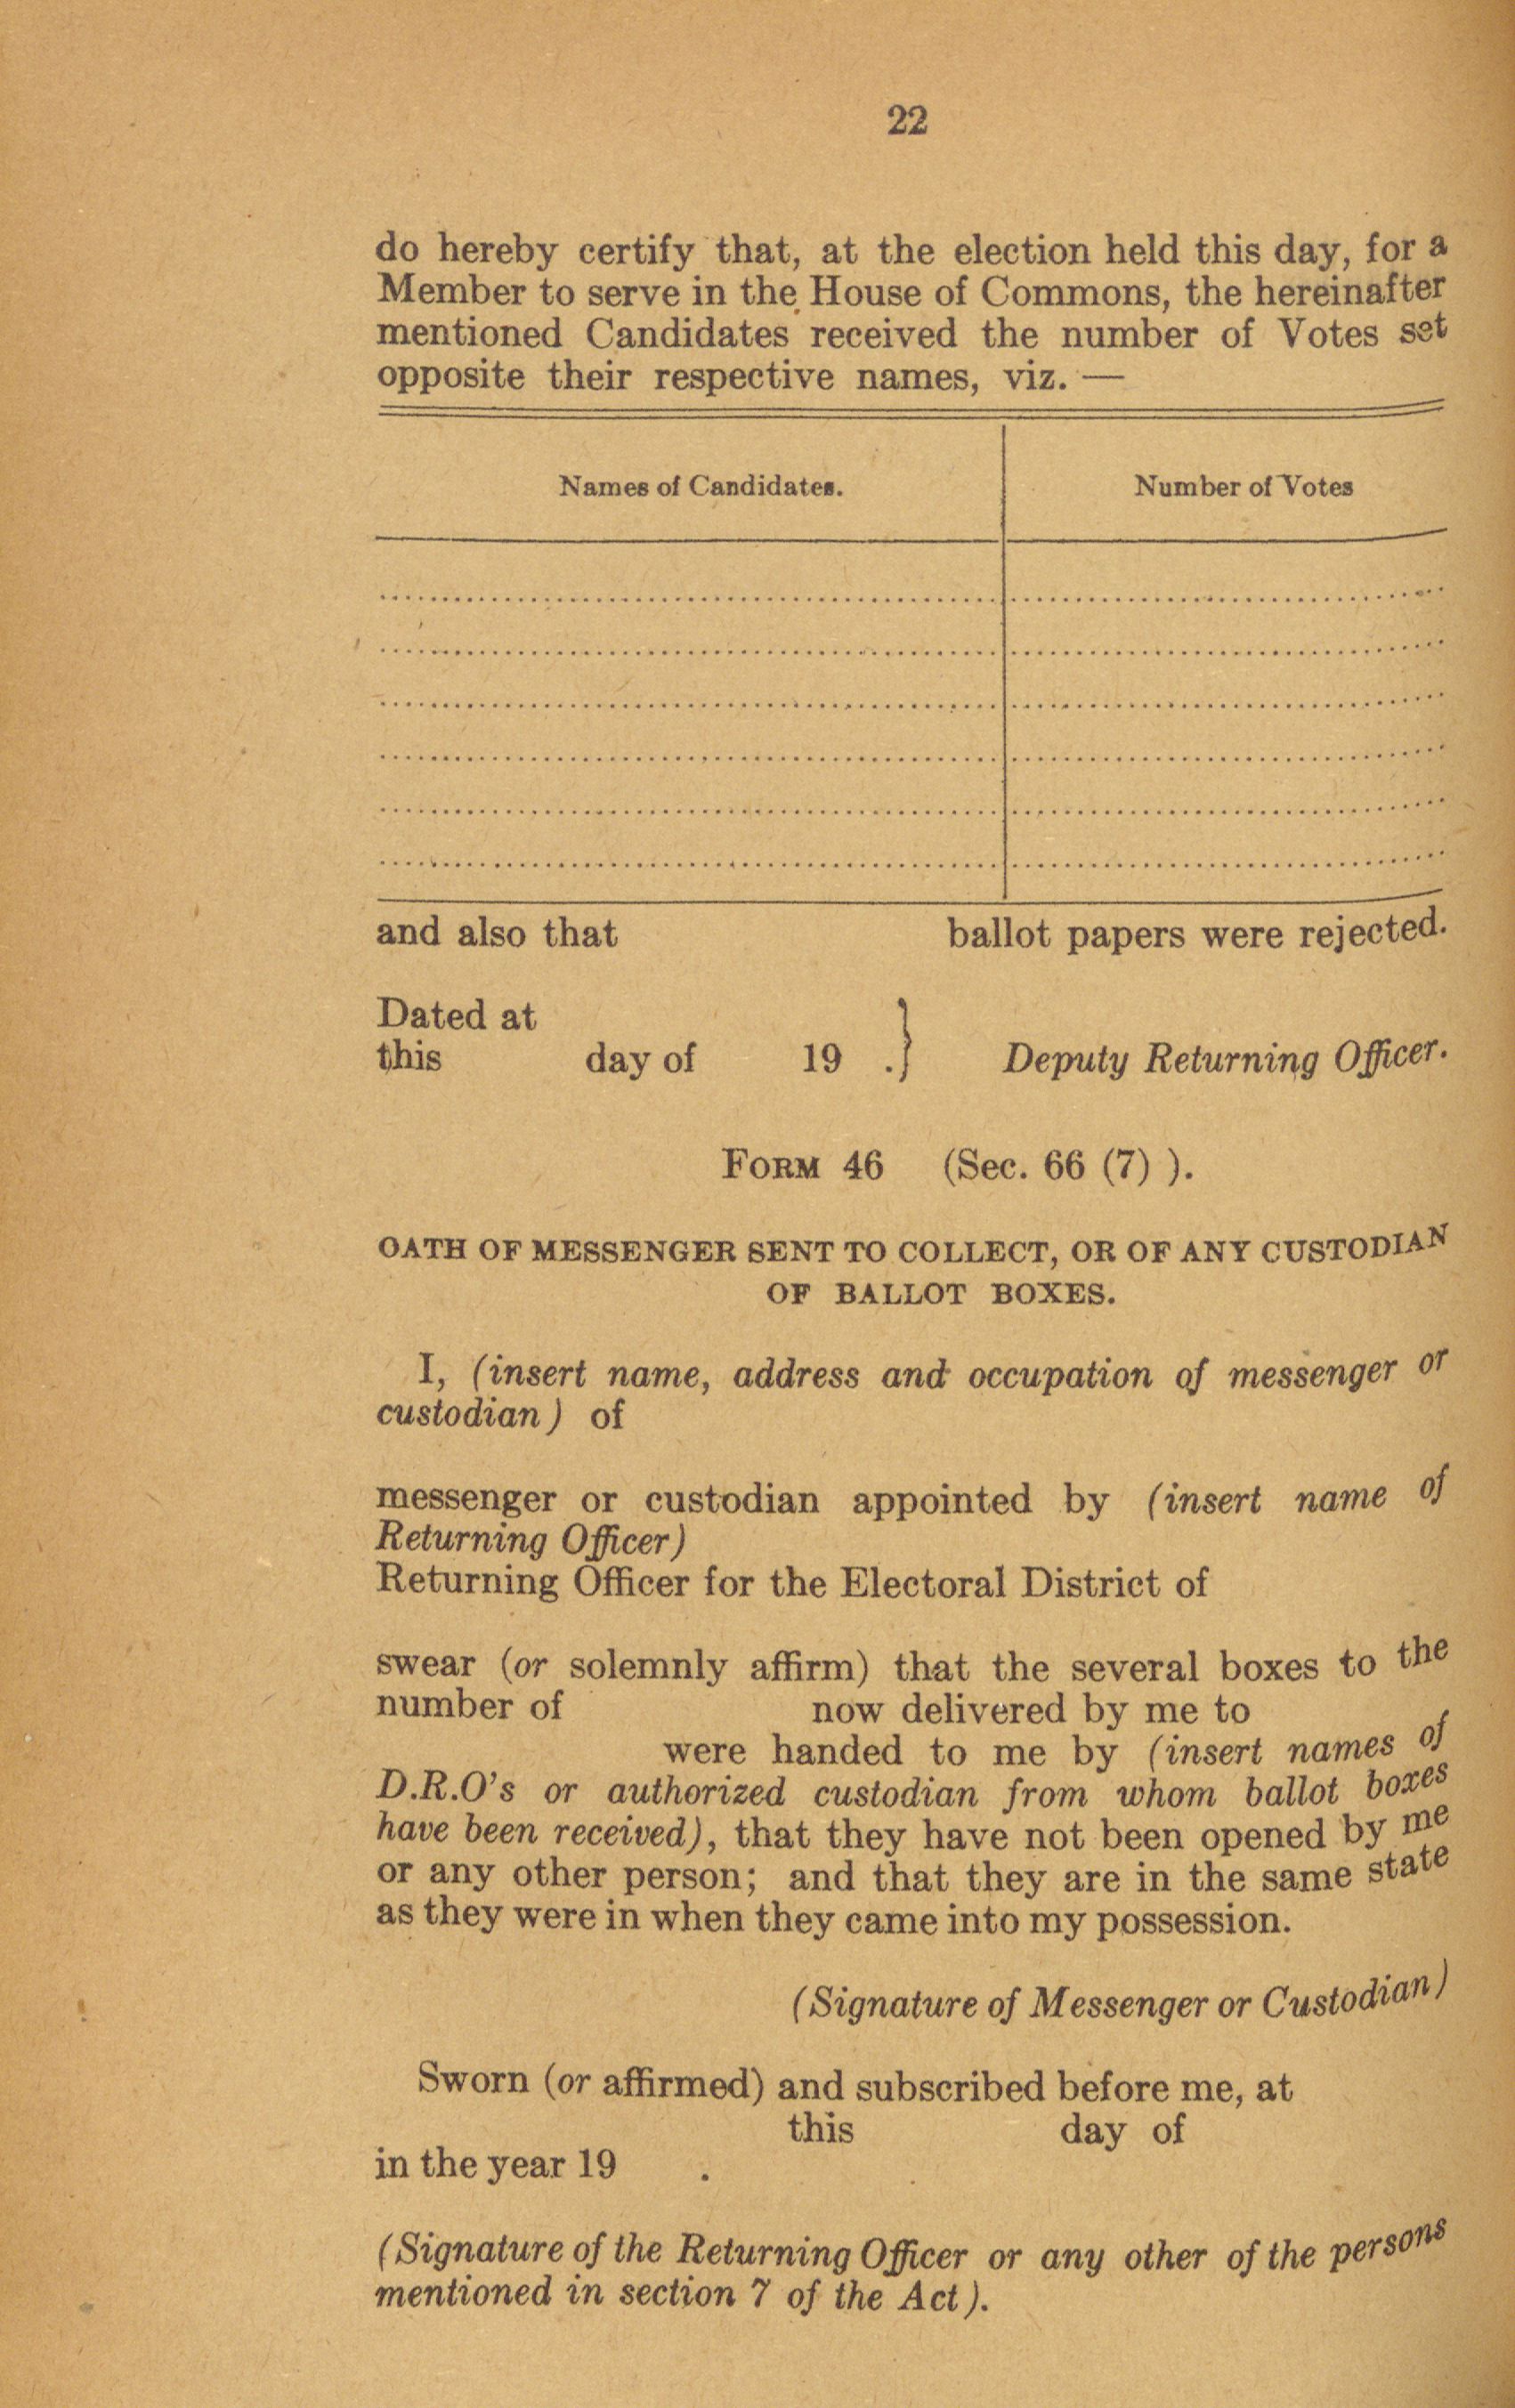 22
do hereby certify that, at the election held this day, for a
Member to serve in the House of Commons, the hereinafter
mentioned Candidates received the number of Votes set
opposite their respective names, viz. —
Names of Candidates. Number of Votes
and also that ballot papers were rejected.
Dated at
this day of 19 . } Deputy Returning Officer.
FORM 46 (Sec. 66 (7) ).
OATH OF MESSENGER SENT TO COLLECT, OR OF ANY CUSTODIAN
OF BALLOT BOXES.
I, (insert name, address and occupation of messenger or
custodian) of
messenger or custodian appointed by (insert name of
Returning Officer)
Returning Officer for the Electoral District of
swear (or solemnly affirm) that the several boxes to the
number of now delivered by me to
were handed to me by (insert names of
D.R.O's or authorized custodian from whom ballot boxes
have been received), that they have not been opened by me
or any other person; and that they are in the same state
as they were in when they came into my possession.
(Signature of Messenger or Custodian)
Sworn (or affirmed) and subscribed before me, at
this day of
in the year 19 .
(Signature of the Returning Officer or any other of the persons
mentioned in section 7 of the Act).